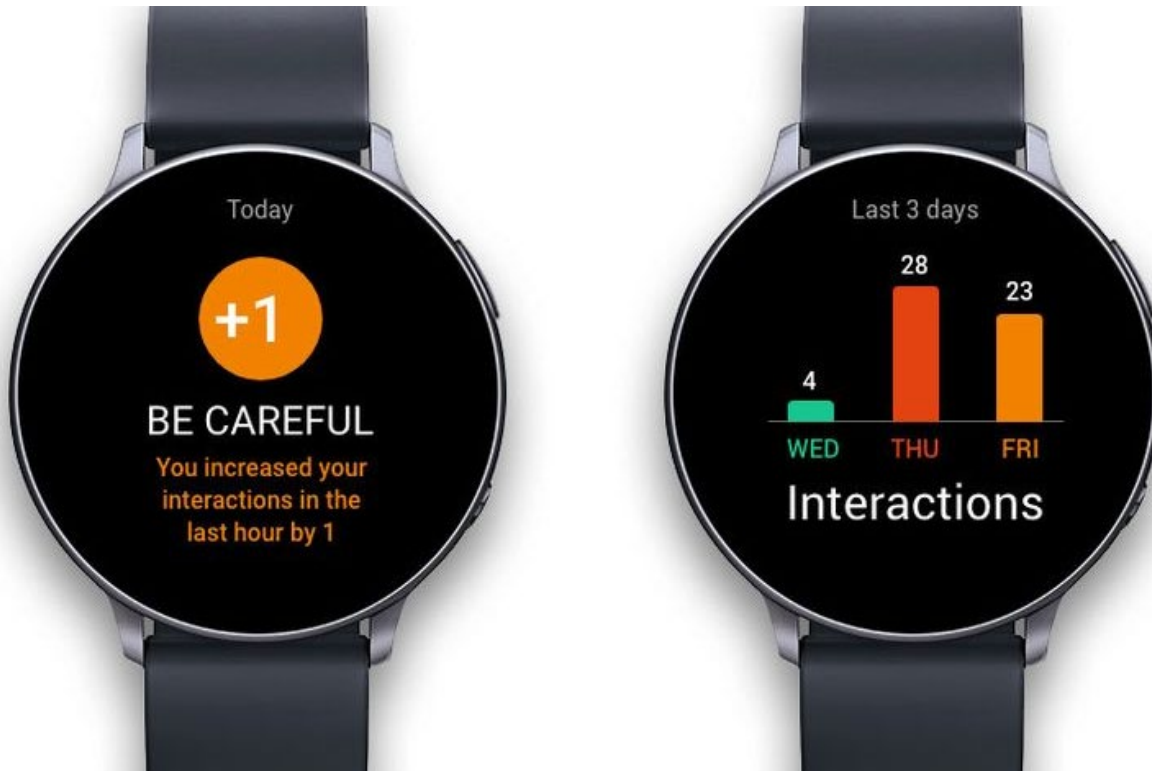 Today
+1
BE CAREFUL
You increased your
interactions in the
last hour by 1
Last 3 days
28
23
4
WED THU FRI
Interactions